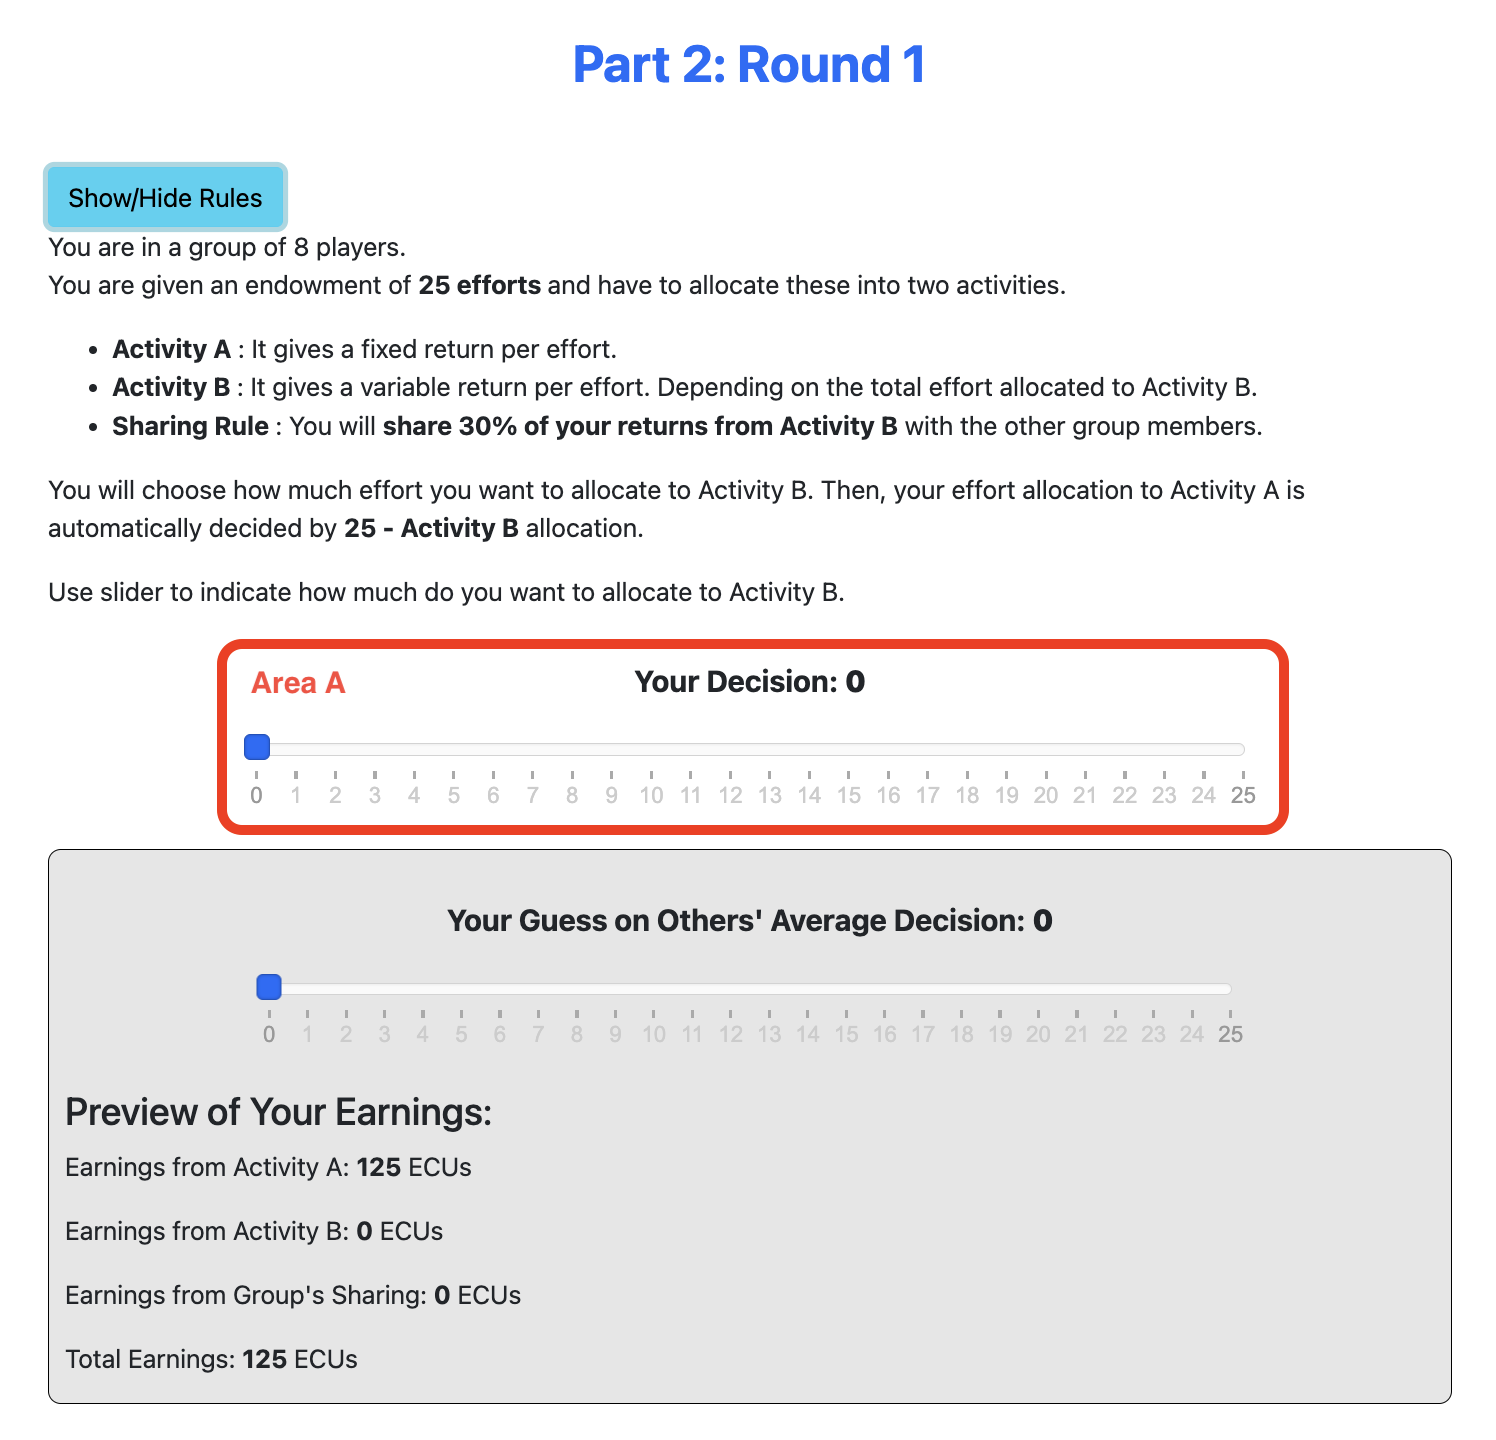 Part 2: Round 1
Show/Hide Rules
You are in a group of 8 players.
You are given an endowment of 25 efforts and have to allocate these into two activities.
• Activity A : It gives a fixed return per effort.
• Activity B : It gives a variable return per effort. Depending on the total effort allocated to Activity B.
• Sharing Rule : You will share 30% of your returns from Activity B with the other group members.
You will choose how much effort you want to allocate to Activity B. Then, your effort allocation to Activity A is
automatically decided by 25 - Activity B allocation.
Use slider to indicate how much do you want to allocate to Activity B.
Area A
Your Decision: 0
0 1 2 3 4 5 6 7 8 9 10 11 12 13 14 15 16 17 18 19 20 21 22 23 24 25
Your Guess on Others' Average Decision: 0
0 1 2 3 4 5 6 7 8 9 10 11 12 13 14 15 16 17 18 19 20 21 22 23 24 25
Preview of Your Earnings:
Earnings from Activity A: 125 ECUs
Earnings from Activity B: 0 ECUs
Earnings from Group's Sharing: 0 ECUs
Total Earnings: 125 ECUs